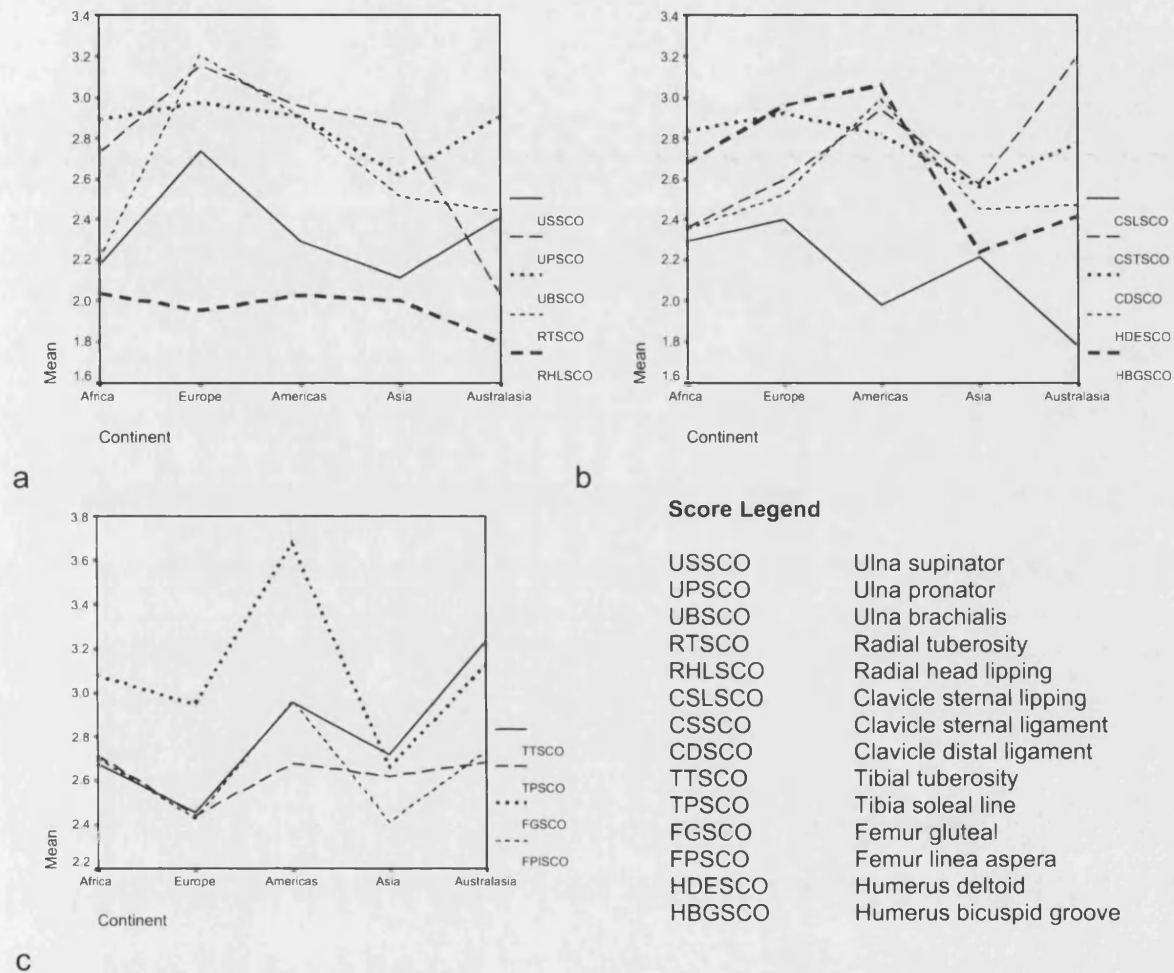 3.4
3.2
3.0
2.8
2.6
2.4
2.2
2.0
1.8
1.6
Mean
Africa Europe Americas Asia Australasia
Continent
USSCO
UPSCO
UBSCO
RTSCO
RHLSCO
a
3.4
3.2
3.0
2.8
2.6
2.4
2.2
2.0
1.8
1.6
Mean
Africa Europe Americas Asia Australasia
Continent
CSLSCO
CSTSCO
CDSCO
HDESCO
HBGSCO
b
3.8
3.6
3.4
3.2
3.0
2.8
2.6
2.4
2.2
Mean
Africa Europe Americas Asia Australasia
Continent
TTSCO
TPSCO
FGSCO
FPISCO
c
Score Legend
USSCO Ulna supinator
UPSCO Ulna pronator
UBSCO Ulna brachialis
RTSCO Radial tuberosity
RHLSCO Radial head lipping
CSLSCO Clavicle sternal lipping
CSSCO Clavicle sternal ligament
CDSCO Clavicle distal ligament
TTSCO Tibial tuberosity
TPSCO Tibia soleal line
FGSCO Femur gluteal
FPSCO Femur linea aspera
HDESCO Humerus deltoid
HBGSCO Humerus bicuspid groove